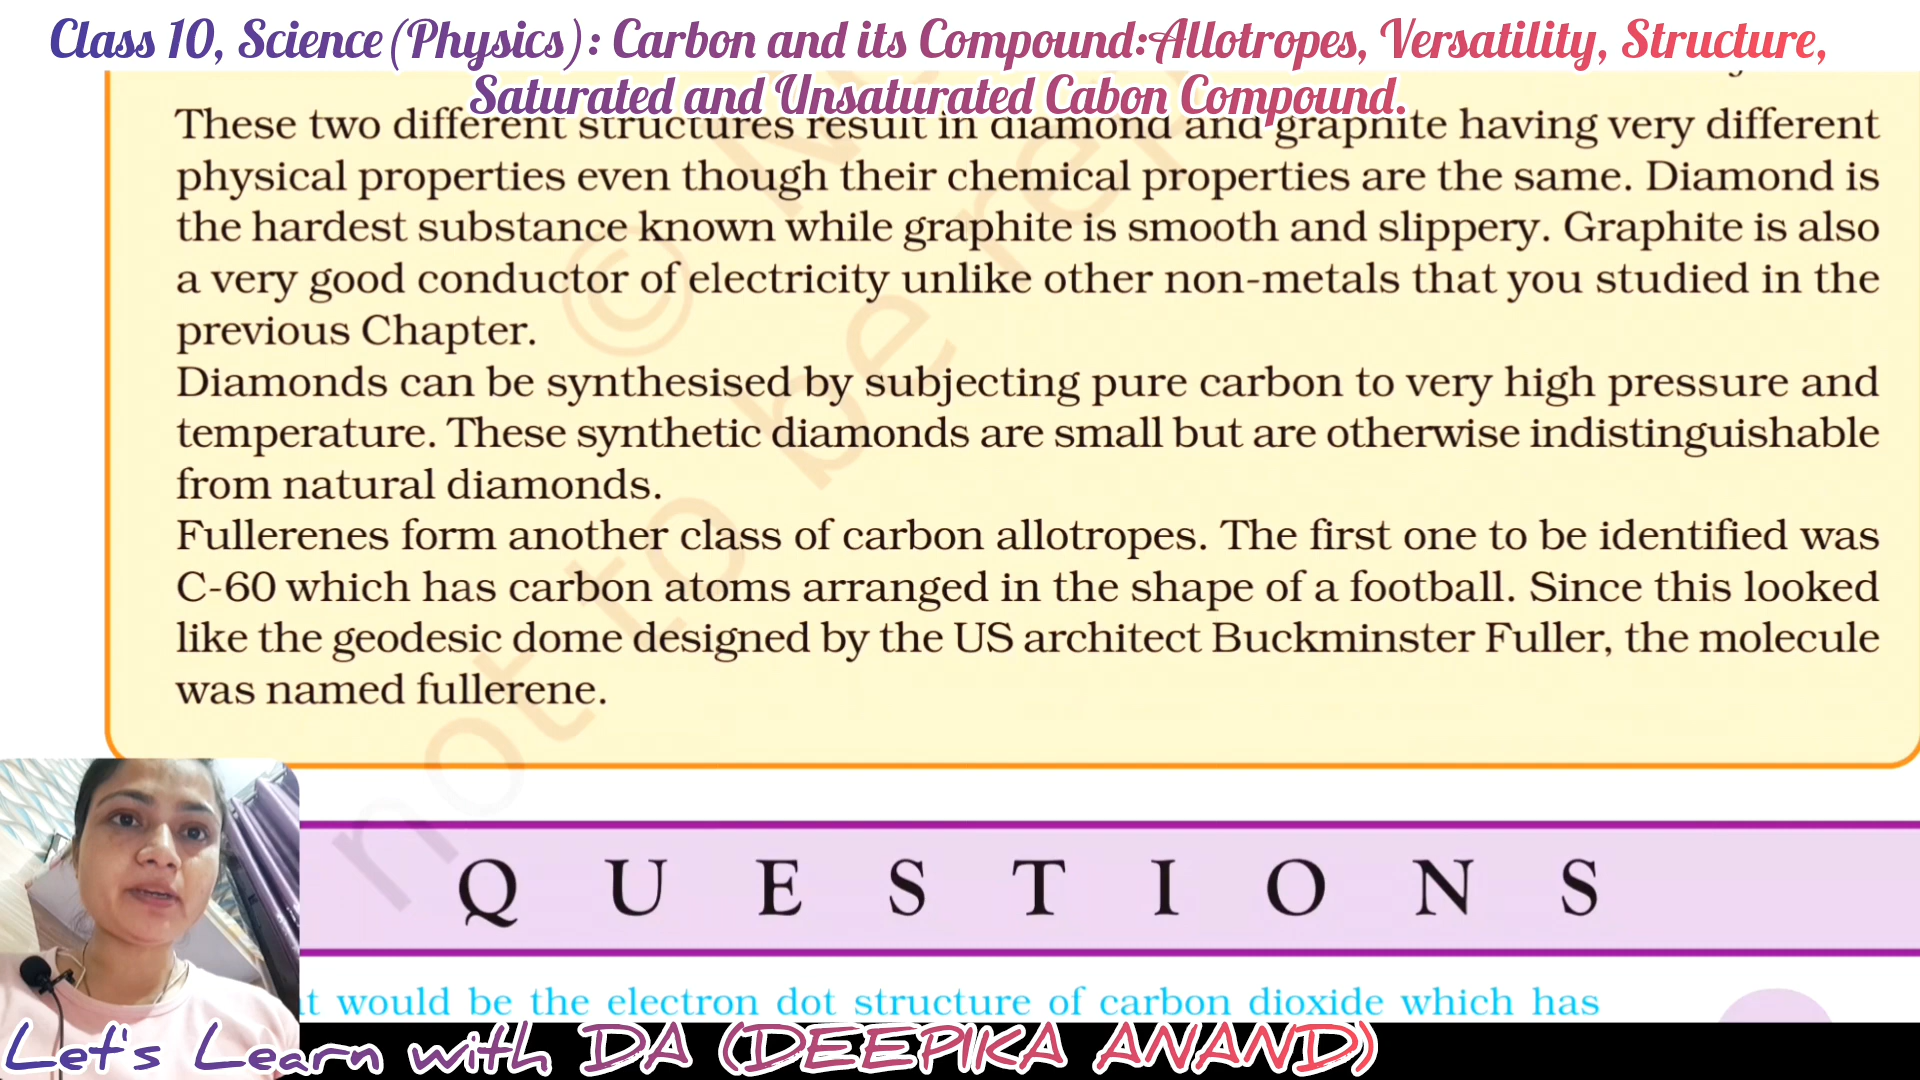 Class 10, Science(Physics): Carbon and its Compound:Allotropes, Versatility, Structure,
Saturated and Unsaturated Cabon Compound.
These two different structures result in diamond and graphite having very different
physical properties even though their chemical properties are the same. Diamond is
the hardest substance known while graphite is smooth and slippery. Graphite is also
a very good conductor of electricity unlike other non-metals that you studied in the
previous Chapter.
Diamonds can be synthesised by subjecting pure carbon to very high pressure and
temperature. These synthetic diamonds are small but are otherwise indistinguishable
from natural diamonds.
Fullerenes form another class of carbon allotropes. The first one to be identified was
C-60 which has carbon atoms arranged in the shape of a football. Since this looked
like the geodesic dome designed by the US architect Buckminster Fuller, the molecule
was named fullerene.
©
not to be
QUESTIONS
would be the electron dot structure of carbon dioxide which has
Let's Learn with DA (DEEPIKA ANAND)